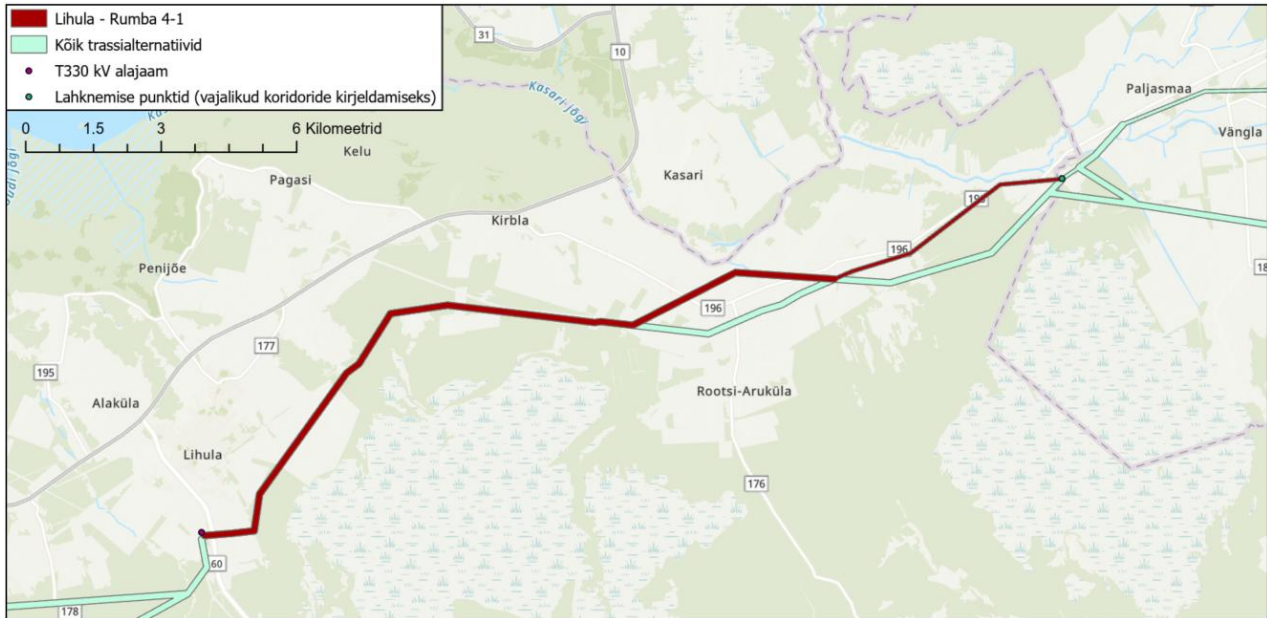 Lihula - Rumba 4-1
Kõik trassialternatiivid
T330 kV alajaam
Lahknemise punktid (vajalikud koridoride kirjeldamiseks)
0 1.5 3 6 Kilomeetrid
31
10
Kasari jõgi
Paljasmaa
Vängla
Kelu
Pagasi
Kasari
Kirbla
196
Penijõe
196
177
195
Alaküla
Rootsi-Aruküla
Lihula
176
60
178